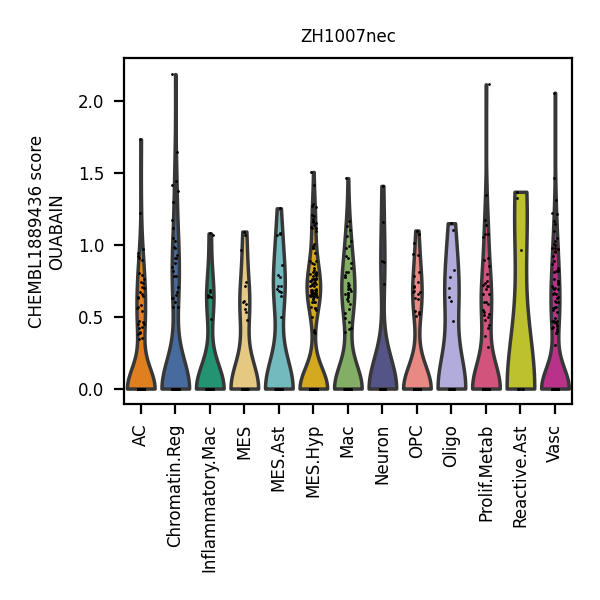 ZH1007nec
CHEMBL1889436 score
OUABAIN
2.0
1.5
1.0
0.5
0.0
AC
Chromatin.Reg
Inflammatory.Mac
MES
MES.Ast
MES.Hyp
Mac
Neuron
OPC
Oligo
Prolif.Metab
Reactive.Ast
Vasc